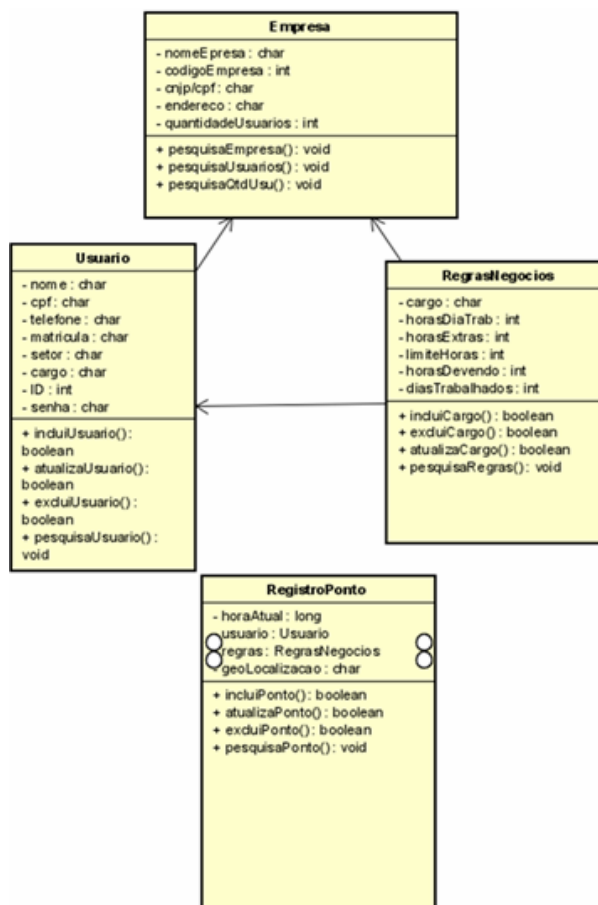 Empresa
- nomeEpresa : char
- codigoEmpresa : int
- cnjp/cpf : char
- endereco : char
- quantidadeUsuarios : int
+ pesquisaEmpresa() : void
+ pesquisaUsuarios() : void
+ pesquisaQtdUsu() : void
Usuario
- nome : char
- cpf : char
- telefone : char
- matricula : char
- setor : char
- cargo : char
- ID : int
- senha : char
+ incluiUsuario() :
boolean
+ atualizaUsuario() :
boolean
+ excluiUsuario() :
boolean
+ pesquisaUsuario() :
void
RegrasNegocios
- cargo : char
- horasDiaTrab : int
- horasExtras : int
- limiteHoras : int
- horasDevendo : int
- diasTrabalhados : int
+ incluiCargo() : boolean
+ excluiCargo() : boolean
+ atualizaCargo() : boolean
+ pesquisaRegras() : void
RegistroPonto
- horaAtual : long
- usuario : Usuario
- regras : RegrasNegocios
- geoLocalizacao : char
+ incluiPonto() : boolean
+ atualizaPonto() : boolean
+ excluiPonto() : boolean
+ pesquisaPonto() : void